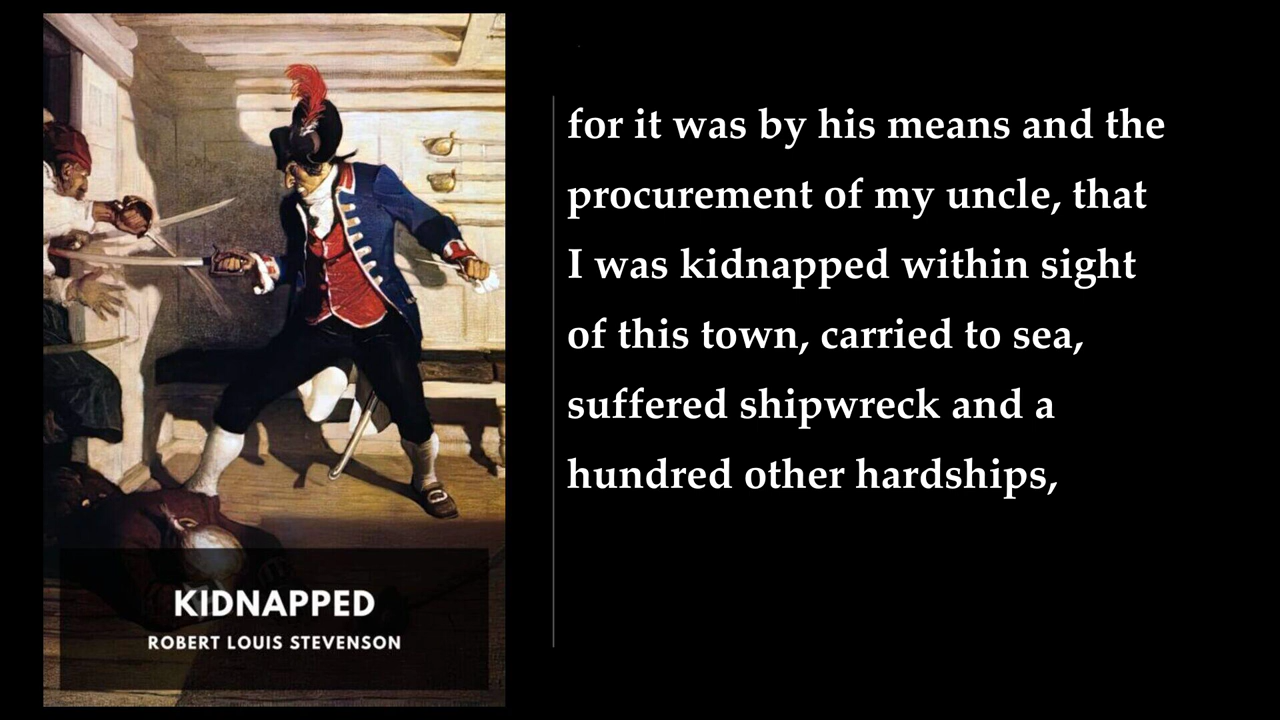 KIDNAPPED
ROBERT LOUIS STEVENSON
for it was by his means and the
procurement of my uncle, that
I was kidnapped within sight
of this town, carried to sea,
suffered shipwreck and a
hundred other hardships,